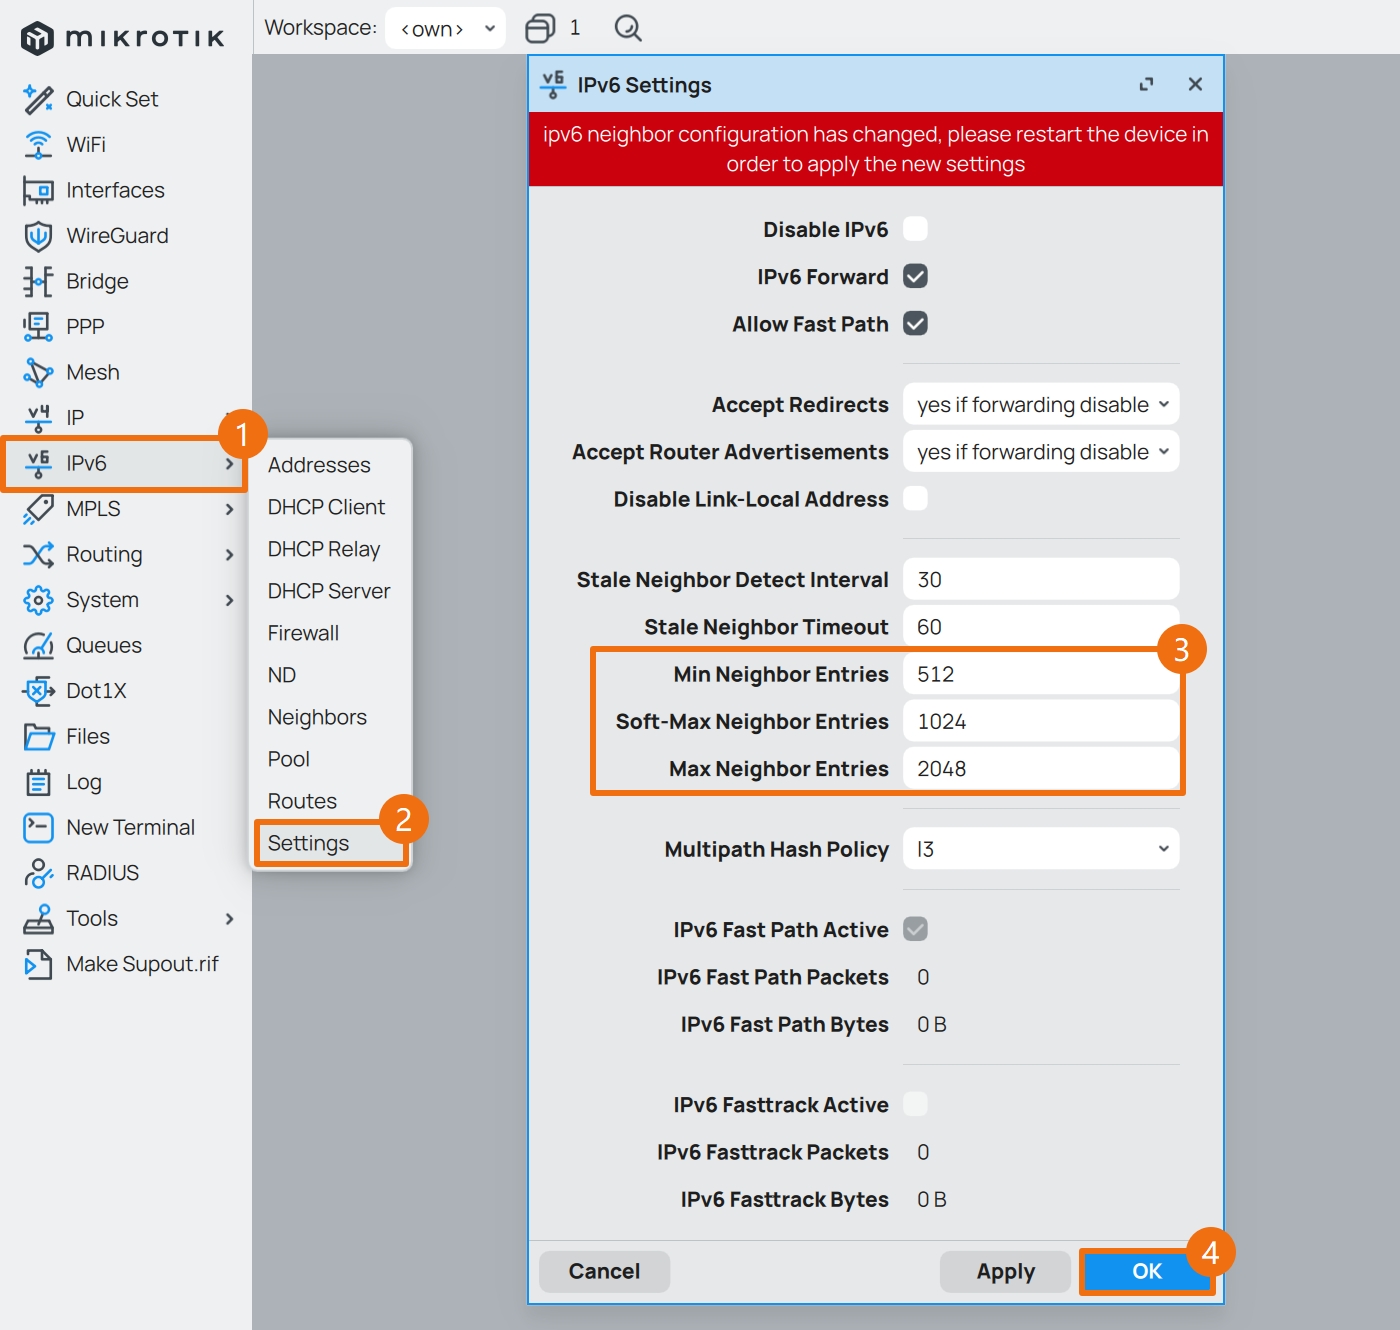 mikrotik
Workspace: <own> 1
Quick Set
WiFi
Interfaces
WireGuard
Bridge
PPP
Mesh
IP
IPv6
MPLS
Routing
System
Queues
Dot1X
Files
Log
New Terminal
RADIUS
Tools
Make Supout.rif
1
Addresses
DHCP Client
DHCP Relay
DHCP Server
Firewall
ND
Neighbors
Pool
Routes
Settings
2
IPv6 Settings
ipv6 neighbor configuration has changed, please restart the device in
order to apply the new settings
Disable IPv6
IPv6 Forward
Allow Fast Path
Accept Redirects yes if forwarding disable
Accept Router Advertisements yes if forwarding disable
Disable Link-Local Address
Stale Neighbor Detect Interval 30
Stale Neighbor Timeout 60
3
Min Neighbor Entries 512
Soft-Max Neighbor Entries 1024
Max Neighbor Entries 2048
Multipath Hash Policy l3
IPv6 Fast Path Active
IPv6 Fast Path Packets 0
IPv6 Fast Path Bytes 0 B
IPv6 Fasttrack Active
IPv6 Fasttrack Packets 0
IPv6 Fasttrack Bytes 0 B
4
Cancel Apply OK